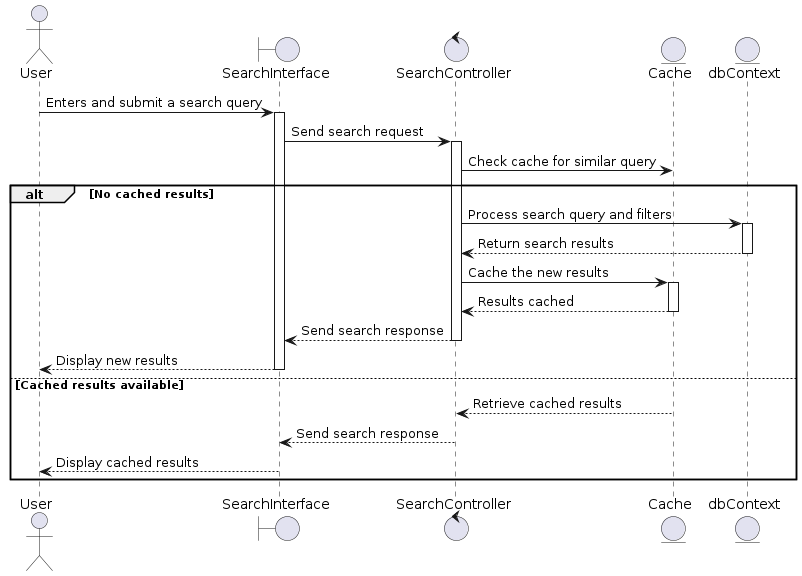 User
SearchInterface
SearchController
Cache
dbContext
Enters and submit a search query
Send search request
Check cache for similar query
alt
[No cached results]
Process search query and filters
Return search results
Cache the new results
Results cached
Send search response
Display new results
[Cached results available]
Retrieve cached results
Send search response
Display cached results
User
SearchInterface
SearchController
Cache
dbContext